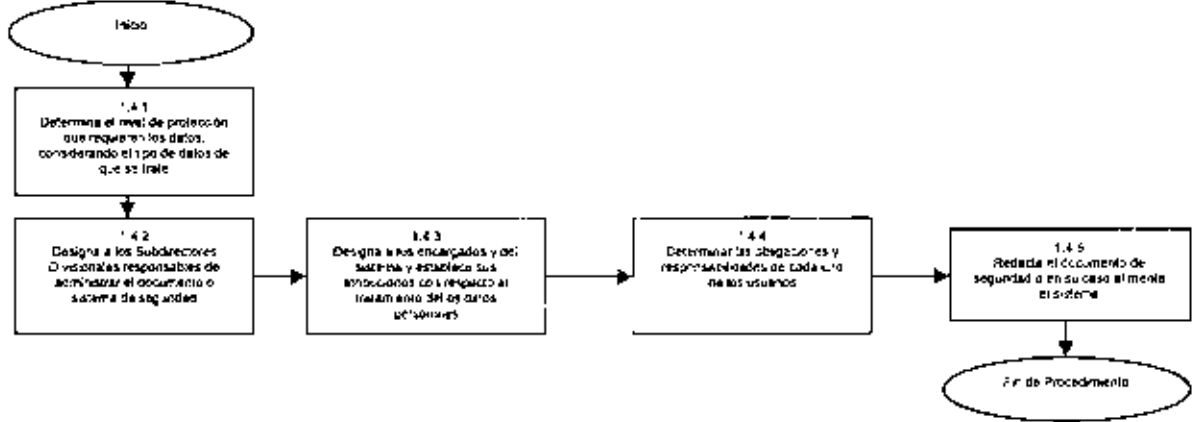 Inicio
1.4.1
Determina el nivel de protección
que requieren los datos,
considerando el tipo de datos de
que se trate
1.4.2
Designa a los Subdirectores
Divisionales responsables de
administrar el documento o
sistema de seguridad
1.4.3
Designa a los encargados y del
sistema y establece sus
con respecto al
tratamiento de los datos
personales
1.4.4
Determinar las obligaciones y
responsabilidades de cada uno
de los usuarios
1.4.5
Redacta el documento de
seguridad o en su caso alimenta
el sistema
Fin de Procedimiento